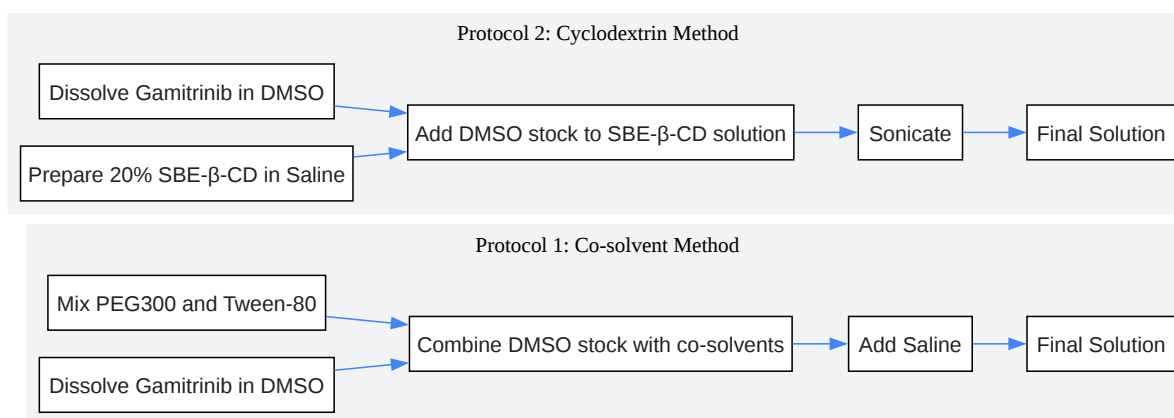 Protocol 2: Cyclodextrin Method
Dissolve Gamitrinib in DMSO
Prepare 20% SBE-β-CD in Saline
Add DMSO stock to SBE-β-CD solution
Sonicate
Final Solution
Protocol 1: Co-solvent Method
Mix PEG300 and Tween-80
Dissolve Gamitrinib in DMSO
Combine DMSO stock with co-solvents
Add Saline
Final Solution